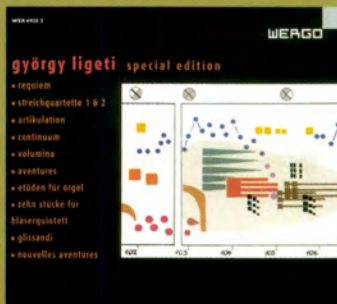 WER 6926 2
WERGO
györgy ligeti special edition
• requiem
• streichquartette 1 & 2
• artikulation
• continuum
• volumina
• aventures
• etüden für orgel
• zehn stücke für
bläserquintett
• glissandi
• nouvelles aventures